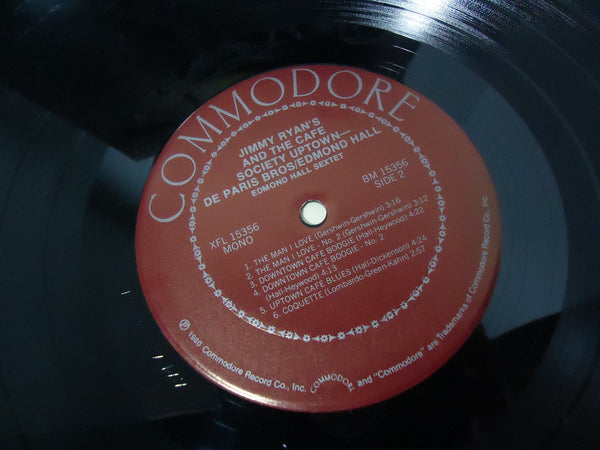 COMMODORE
JIMMY RYAN'S
AND THE CAFE
SOCIETY UPTOWN—
DE PARIS BROS/EDMOND HALL
EDMOND HALL SEXTET
XFL 15356
MONO
BM 15356
SIDE 2
1. THE MAN I LOVE (Gershwin-Gershwin) 3:16
2. THE MAN I LOVE - No. 2 (Gershwin-Gershwin) 3:12
3. DOWNTOWN CAFE BOOGIE (Hall-Heywood) 4:22
4. DOWNTOWN CAFE BOOGIE - No. 2
(Hall-Heywood) 4:13
5. UPTOWN CAFE BLUES (Hall-Dickenson) 4:24
6. COQUETTE (Lombardo-Green-Kahn) 2:57
℗ 1980 Commodore Record Co., Inc. COMMODORE and "Commodore" are Trademarks of Commodore Record Co., Inc.